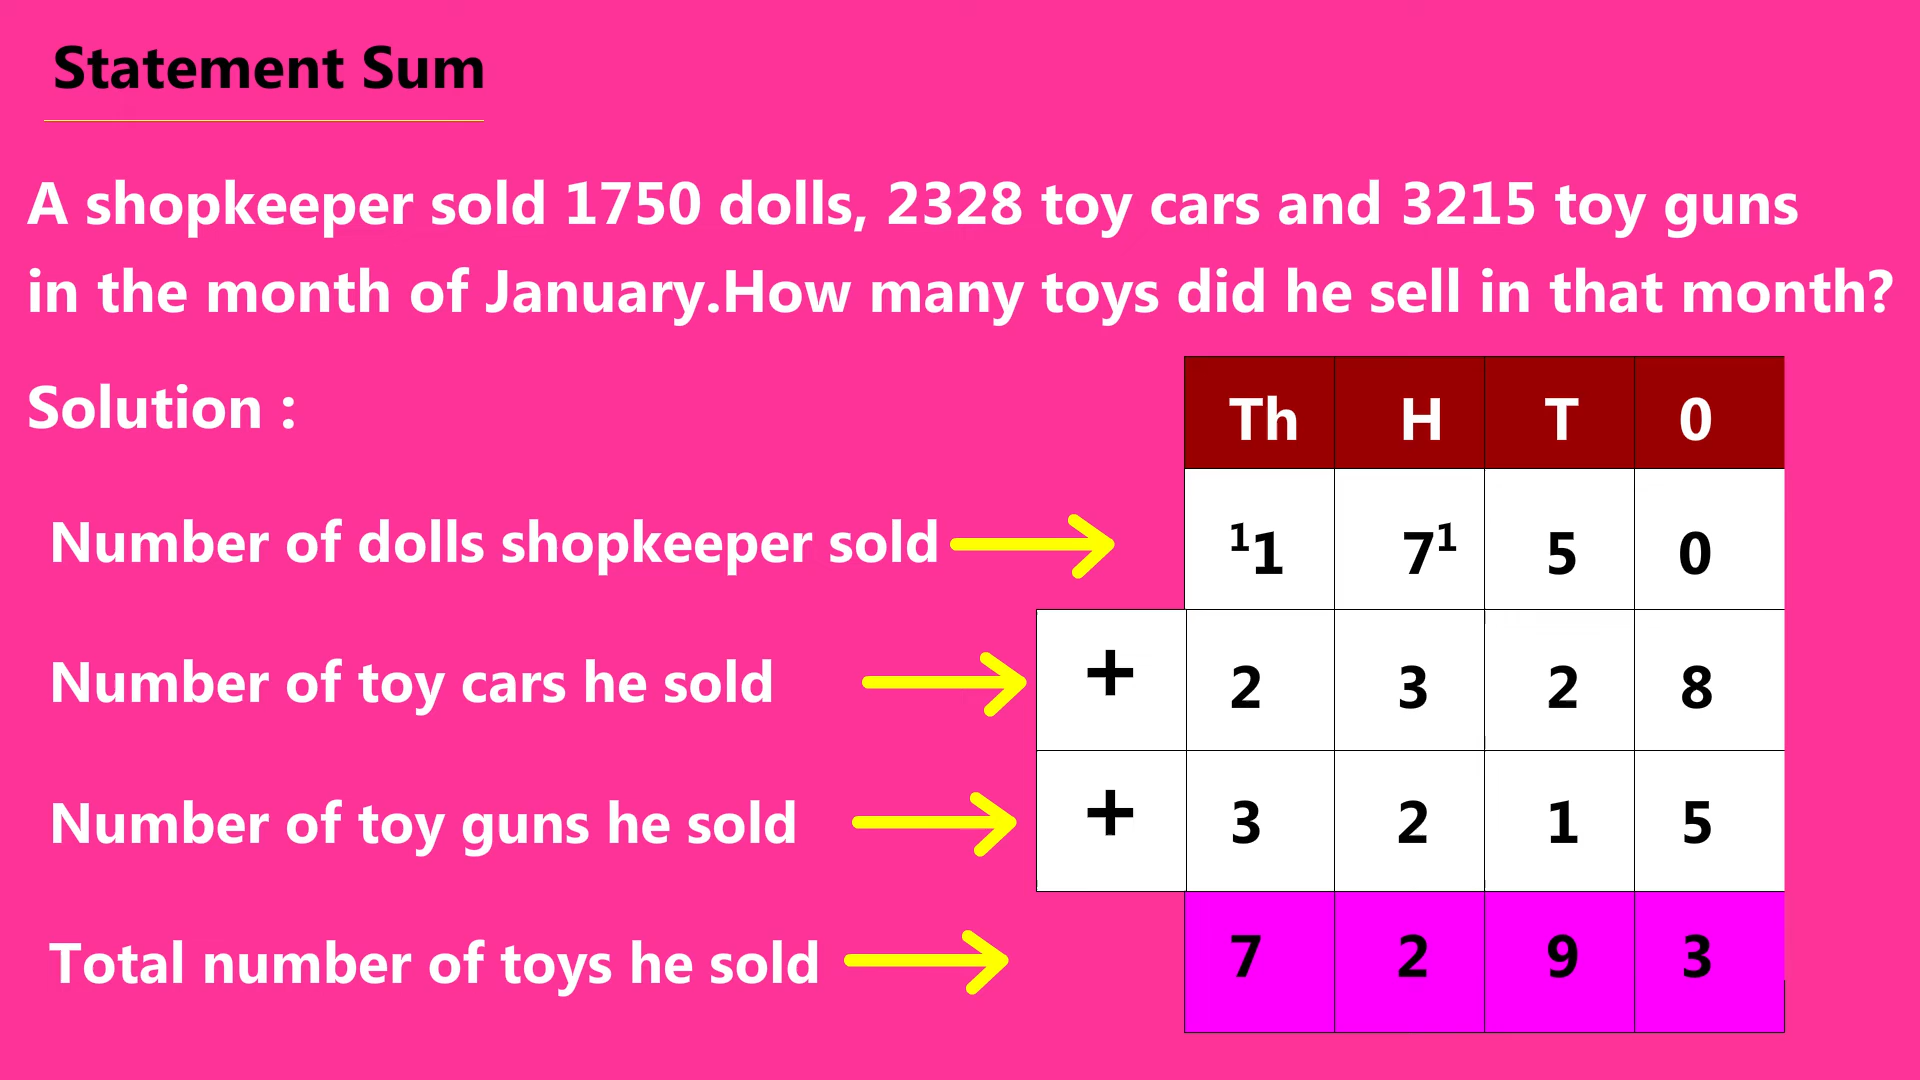 Statement Sum
A shopkeeper sold 1750 dolls, 2328 toy cars and 3215 toy guns
in the month of January.How many toys did he sell in that month?
Solution :
Th H T 0
Number of dolls shopkeeper sold ¹1 7¹ 5 0
Number of toy cars he sold + 2 3 2 8
Number of toy guns he sold + 3 2 1 5
Total number of toys he sold 7 2 9 3